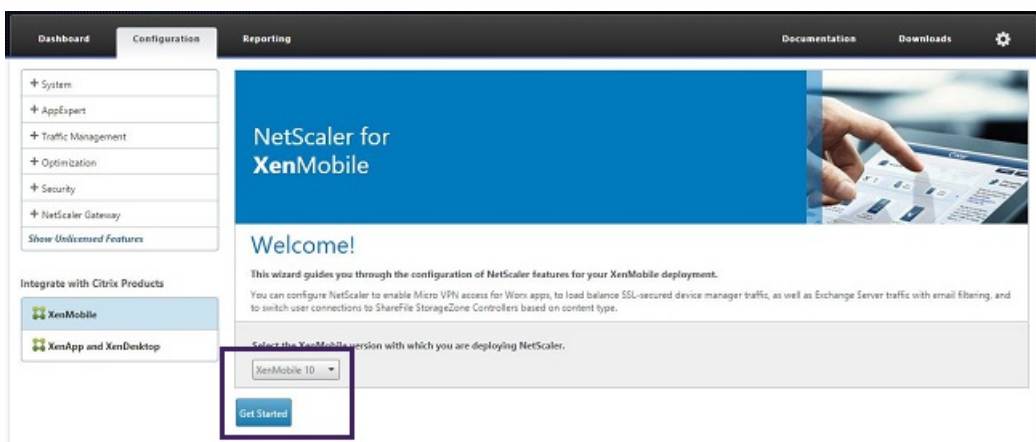 Dashboard
Configuration
Reporting
Documentation
Downloads
+ System
+ AppExpert
+ Traffic Management
+ Optimization
+ Security
+ NetScaler Gateway
Show Unlicensed Features
Integrate with Citrix Products
XenMobile
XenApp and XenDesktop
NetScaler for
XenMobile
Welcome!
This wizard guides you through the configuration of NetScaler features for your XenMobile deployment.
You can configure NetScaler to enable Micro VPN access for Worx apps, to load balance SSL-secured device manager traffic, as well as Exchange Server traffic with email filtering, and
to switch user connections to ShareFile StorageZone Controllers based on content type.
Select the XenMobile version with which you are deploying NetScaler.
XenMobile 10
Get Started